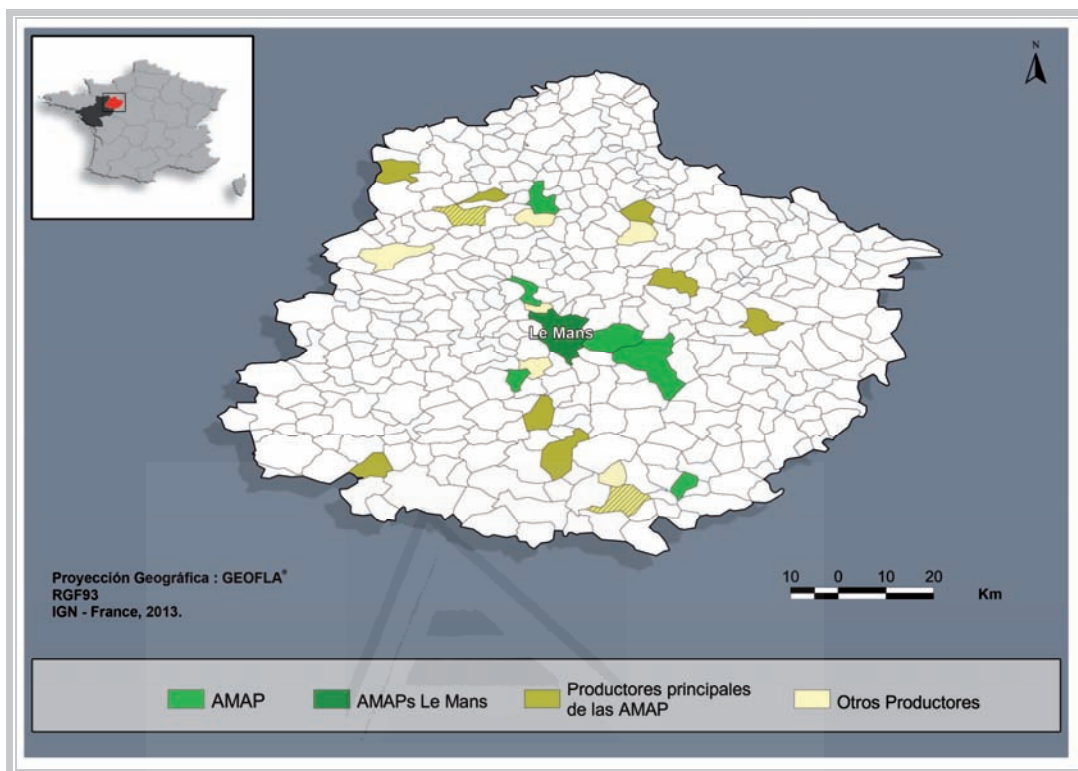 N
Le Mans
Proyección Geográfica : GEOFLA®
RGF93
IGN - France, 2013.
10 0 10 20
Km
AMAP
AMAPs Le Mans
Productores principales
de las AMAP
Otros Productores